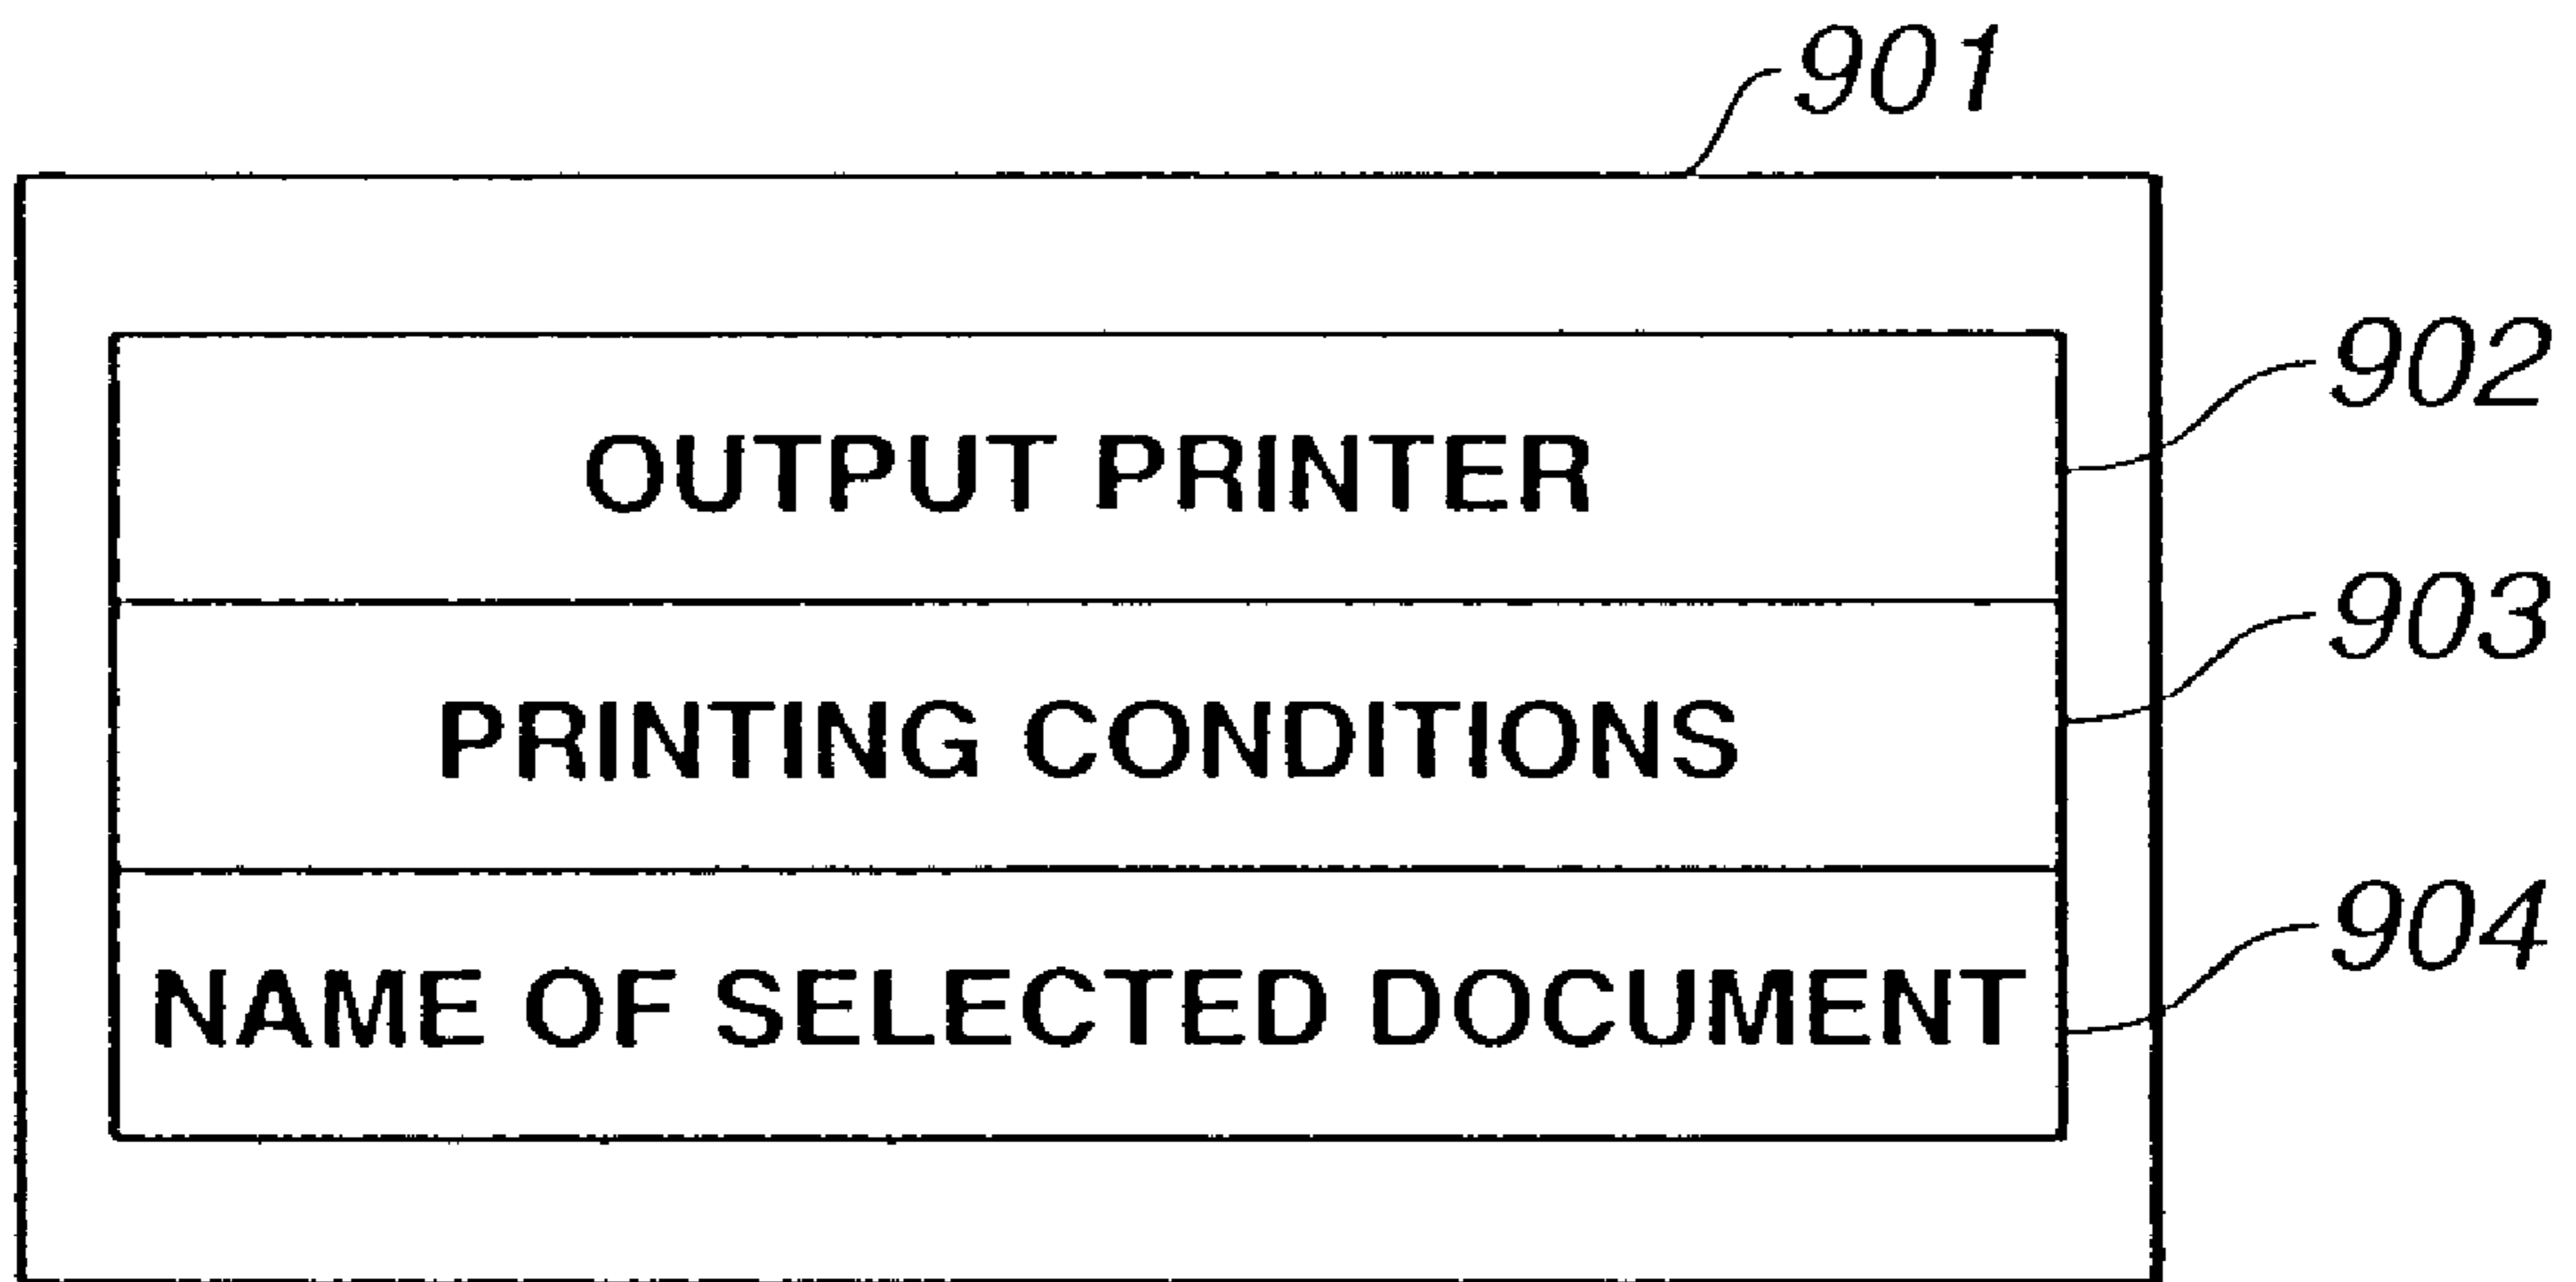 901
902
OUTPUT PRINTER
903
PRINTING CONDITIONS
904
NAME OF SELECTED DOCUMENT